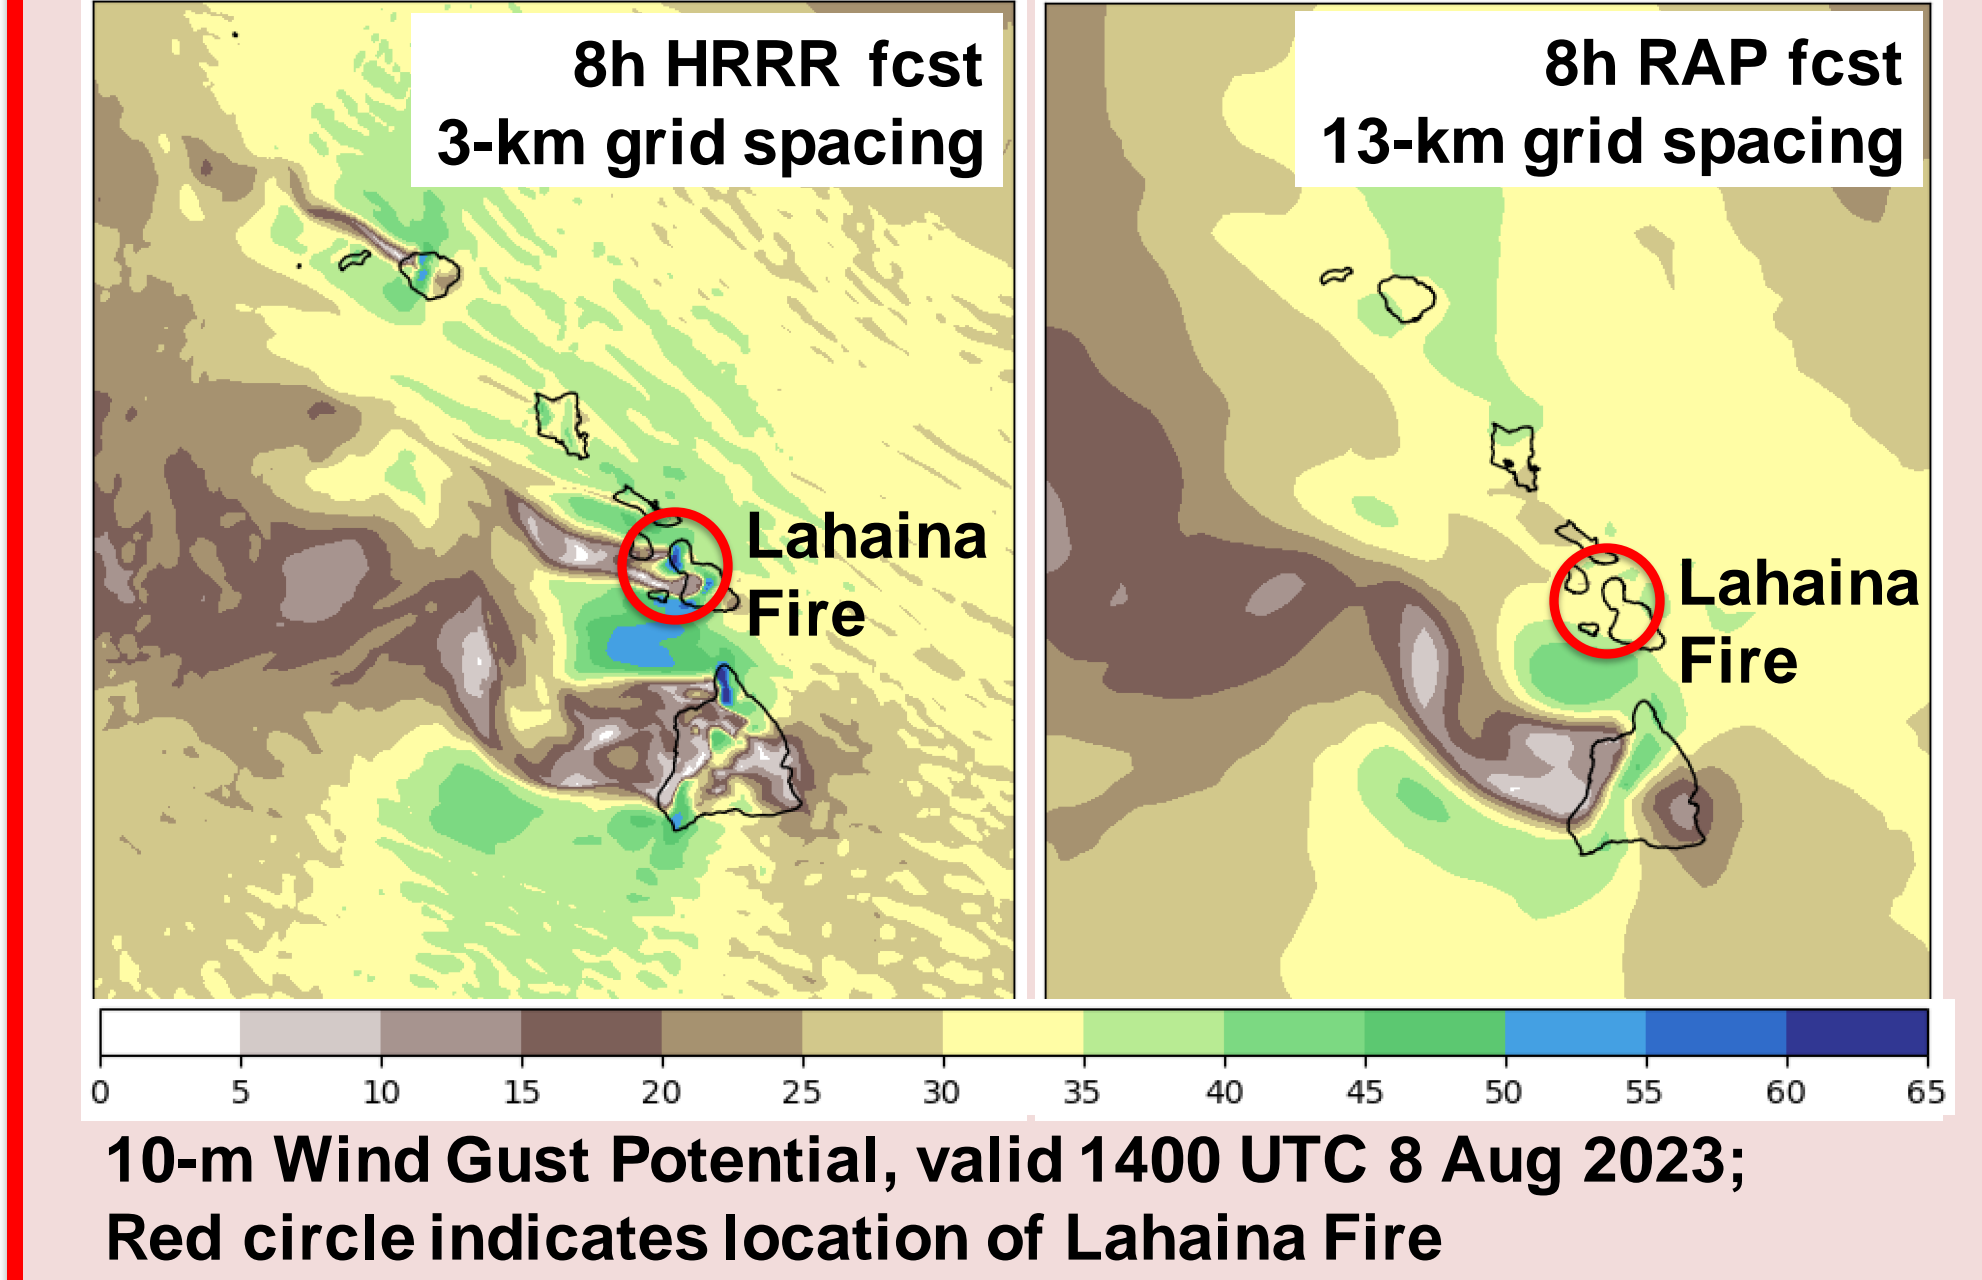 8h HRRR fcst
3-km grid spacing
8h RAP fcst
13-km grid spacing
Lahaina
Fire
Lahaina
Fire
0 5 10 15 20 25 30 35 40 45 50 55 60 65
10-m Wind Gust Potential, valid 1400 UTC 8 Aug 2023;
Red circle indicates location of Lahaina Fire